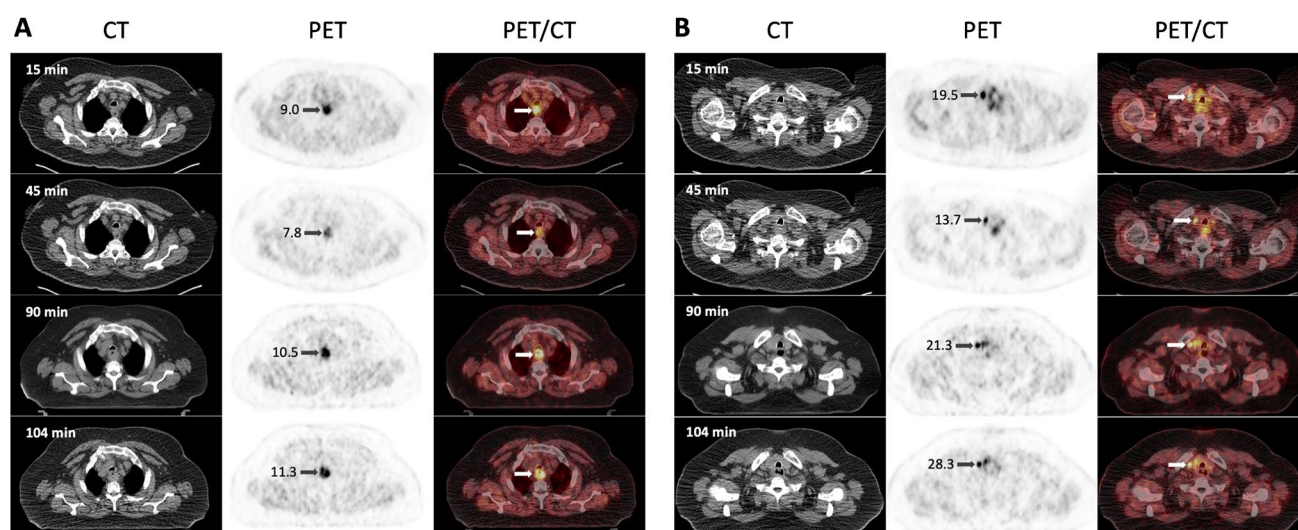 A
CT PET PET/CT
15 min
9.0
45 min
7.8
90 min
10.5
104 min
11.3
B
CT PET PET/CT
15 min
19.5
45 min
13.7
90 min
21.3
104 min
28.3